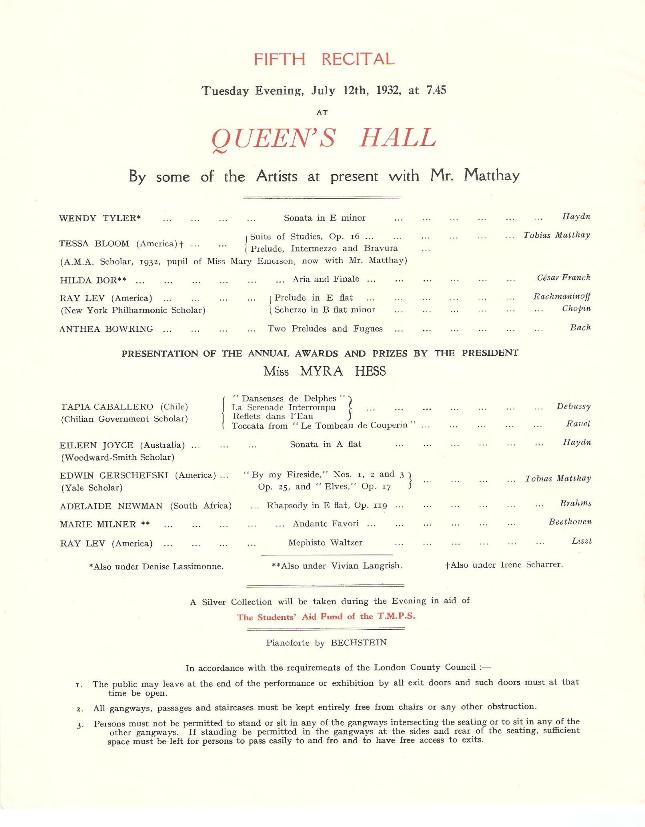 FIFTH RECITAL
Tuesday Evening, July 12th, 1932, at 7.45
AT
QUEEN'S HALL
By some of the Artists at present with Mr. Matthay
WENDY TYLER* ... ... ... ... Sonata in E minor ... ... ... ... ... ... Haydn
TESSA BLOOM (America)† ... ... { Suite of Studies, Op. 16 ... ... ... ... ... ... Tobias Matthay
{ Prelude, Intermezzo and Bravura ...
(A.M.A. Scholar, 1932, pupil of Miss Mary Emerson, now with Mr. Matthay)
HILDA BOR** ... ... ... ... ... Aria and Finale ... ... ... ... ... ... ... César Franck
RAY LEV (America) ... ... ... ... { Prelude in E flat ... ... ... ... ... ... Rachmaninoff
(New York Philharmonic Scholar) { Scherzo in B flat minor ... ... ... ... ... Chopin
ANTHEA BOWRING ... ... ... ... Two Preludes and Fugues ... ... ... ... ... ... Bach
PRESENTATION OF THE ANNUAL AWARDS AND PRIZES BY THE PRESIDENT
Miss MYRA HESS
TAPIA CABALLERO (Chile)
(Chilian Government Scholar)
{ "Danseuses de Delphes" }
La Serenade Interrompu } ... ... ... ... ... ... Debussy
Reflets dans l'Eau }
Toccata from "Le Tombeau de Couperin" ... ... ... ... ... Ravel
EILEEN JOYCE (Australia) ... ... ... Sonata in A flat ... ... ... ... ... ... Haydn
(Woodward-Smith Scholar)
EDWIN GERSCHEFSKI (America) ... "By my Fireside," Nos. 1, 2 and 3 } ... ... ... ... Tobias Matthay
(Yale Scholar) Op. 25, and "Elves," Op. 17 }
ADELAIDE NEWMAN (South Africa) ... Rhapsody in E flat, Op. 119 ... ... ... ... ... ... Brahms
MARIE MILNER ** ... ... ... ... ... Andante Favori ... ... ... ... ... ... Beethoven
RAY LEV (America) ... ... ... ... Mephisto Waltzer ... ... ... ... ... ... Liszt
*Also under Denise Lassimonne. **Also under Vivian Langrish. †Also under Irene Scharrer.
A Silver Collection will be taken during the Evening in aid of
The Students' Aid Fund of the T.M.P.S.
Pianoforte by BECHSTEIN
In accordance with the requirements of the London County Council :—
1. The public may leave at the end of the performance or exhibition by all exit doors and such doors must at that
time be open.
2. All gangways, passages and staircases must be kept entirely free from chairs or any other obstruction.
3. Persons must not be permitted to stand or sit in any of the gangways intersecting the seating or to sit in any of the
other gangways. If standing be permitted in the gangways at the sides and rear of the seating, sufficient
space must be left for persons to pass easily to and fro and to have free access to exits.